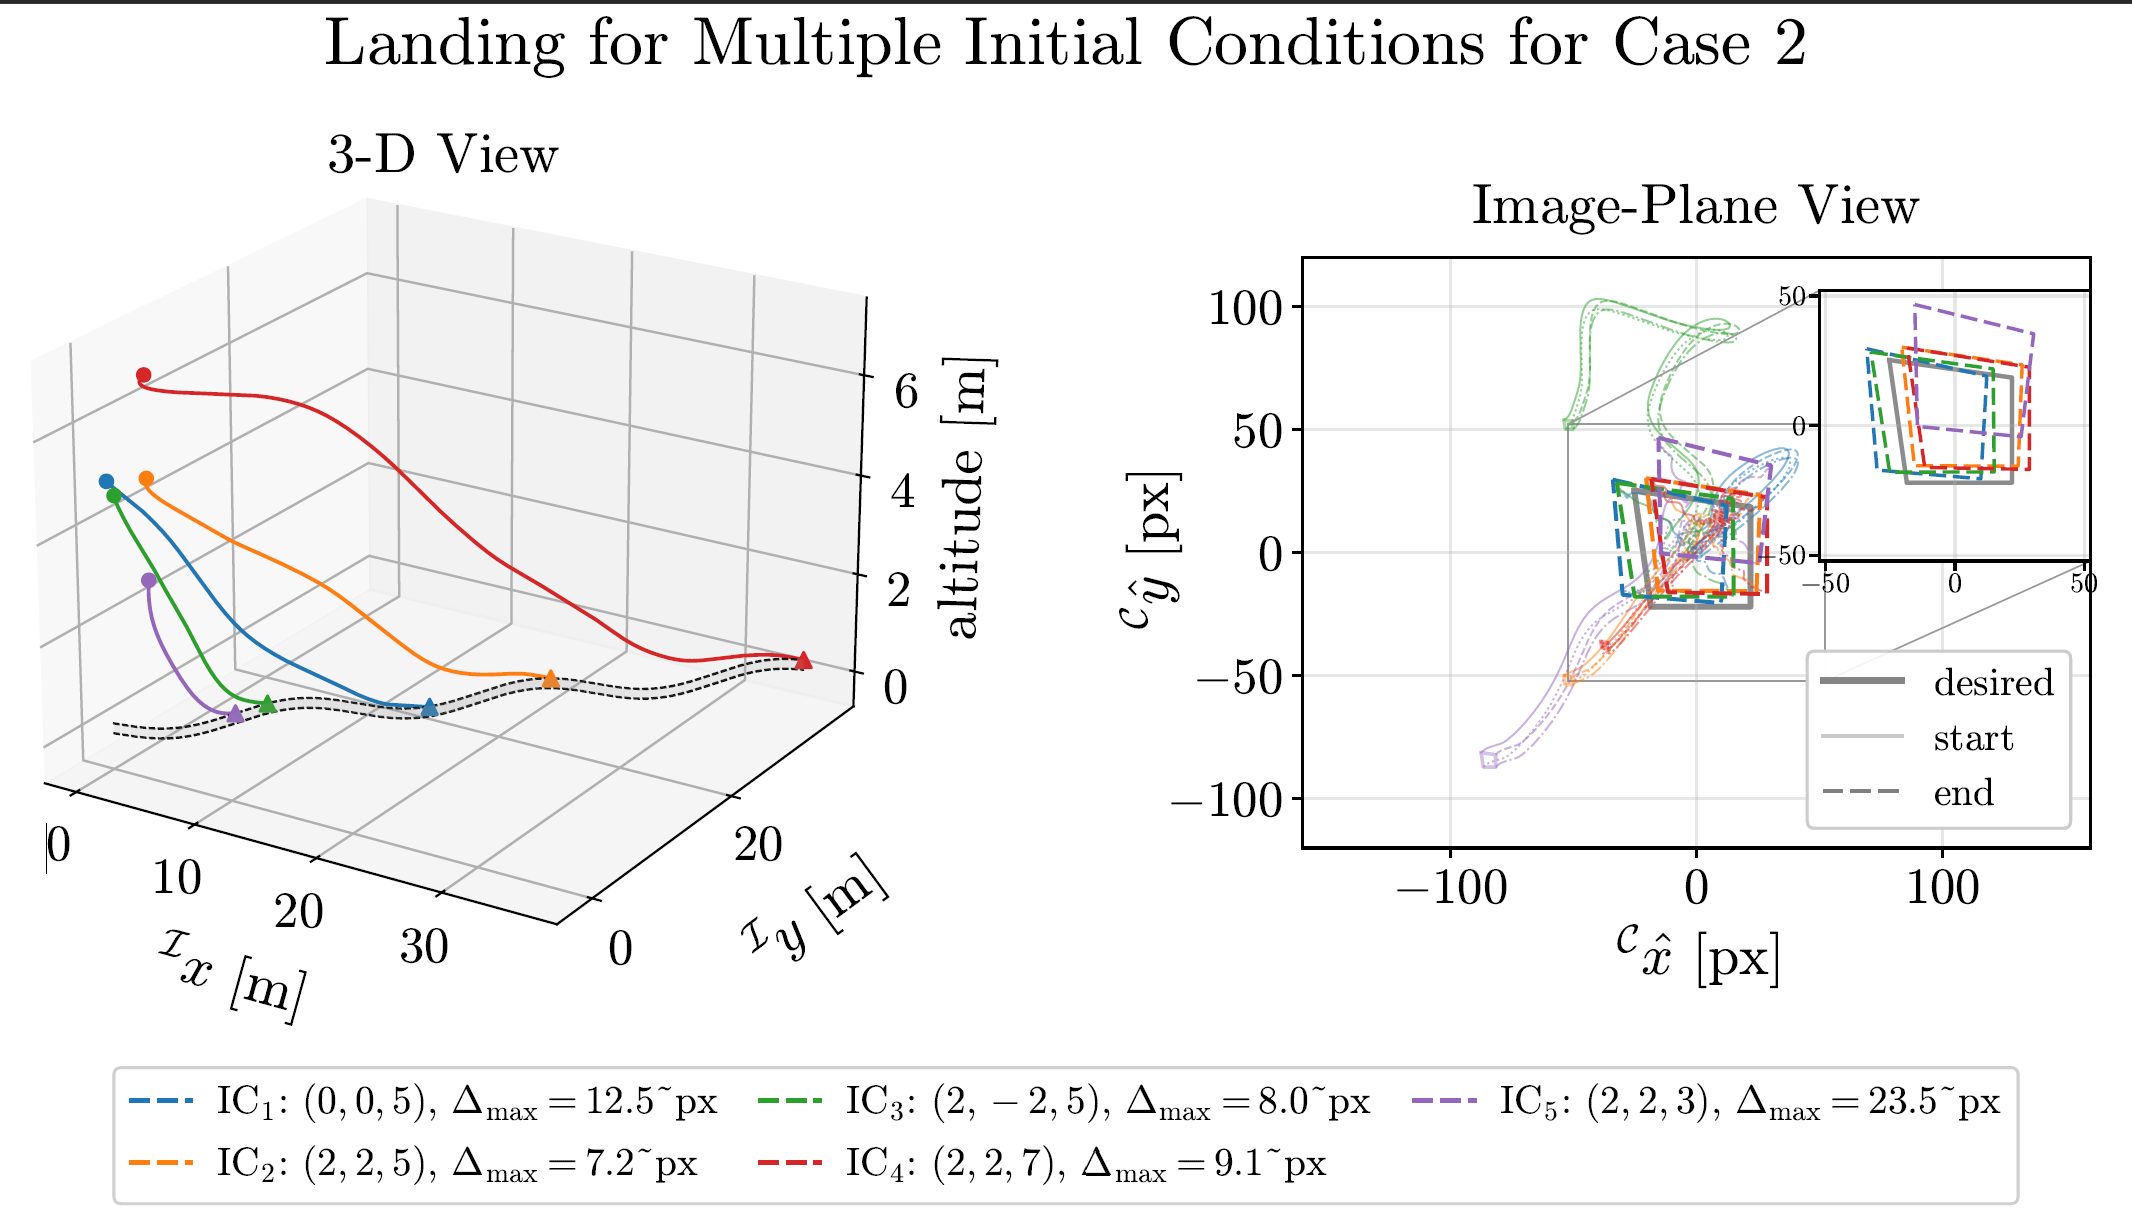 Landing for Multiple Initial Conditions for Case 2
3-D View
6
4
2
0
altitude [m]
0
10
20
30
ᴵx [m]
0
20
ᴵy [m]
Image-Plane View
100
50
0
−50
−100
ᶜŷ [px]
−100
0
100
ᶜx̂ [px]
50
0
−50
−50
0
50
desired
start
end
IC₁: (0, 0, 5), Δmax = 12.5~px
IC₂: (2, 2, 5), Δmax = 7.2~px
IC₃: (2, −2, 5), Δmax = 8.0~px
IC₄: (2, 2, 7), Δmax = 9.1~px
IC₅: (2, 2, 3), Δmax = 23.5~px